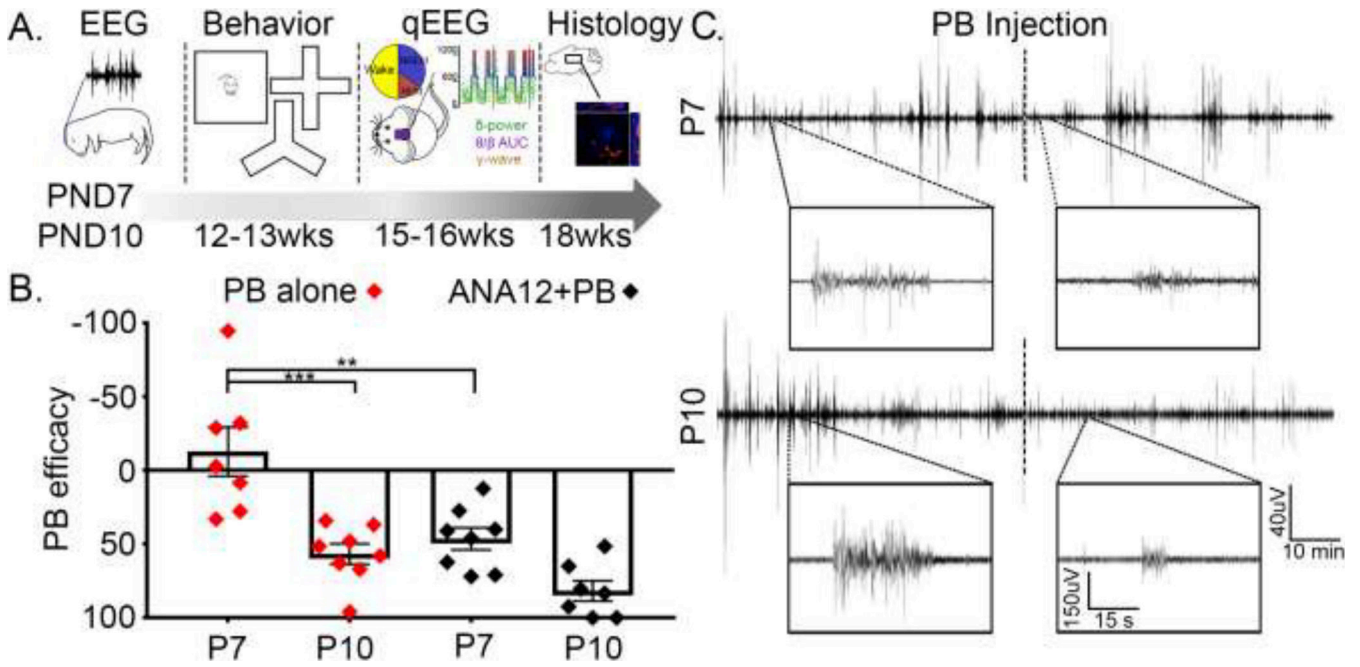 A.
EEG
Behavior
qEEG
Histology
Wake
δ-power
θ/β AUC
γ-wave
PND7
PND10
12-13wks
15-16wks
18wks
B.
PB alone
ANA12+PB
PB efficacy
-100
-50
0
50
100
**
***
P7
P10
P7
P10
C.
PB Injection
P7
P10
40uV
10 min
150uV
15 s